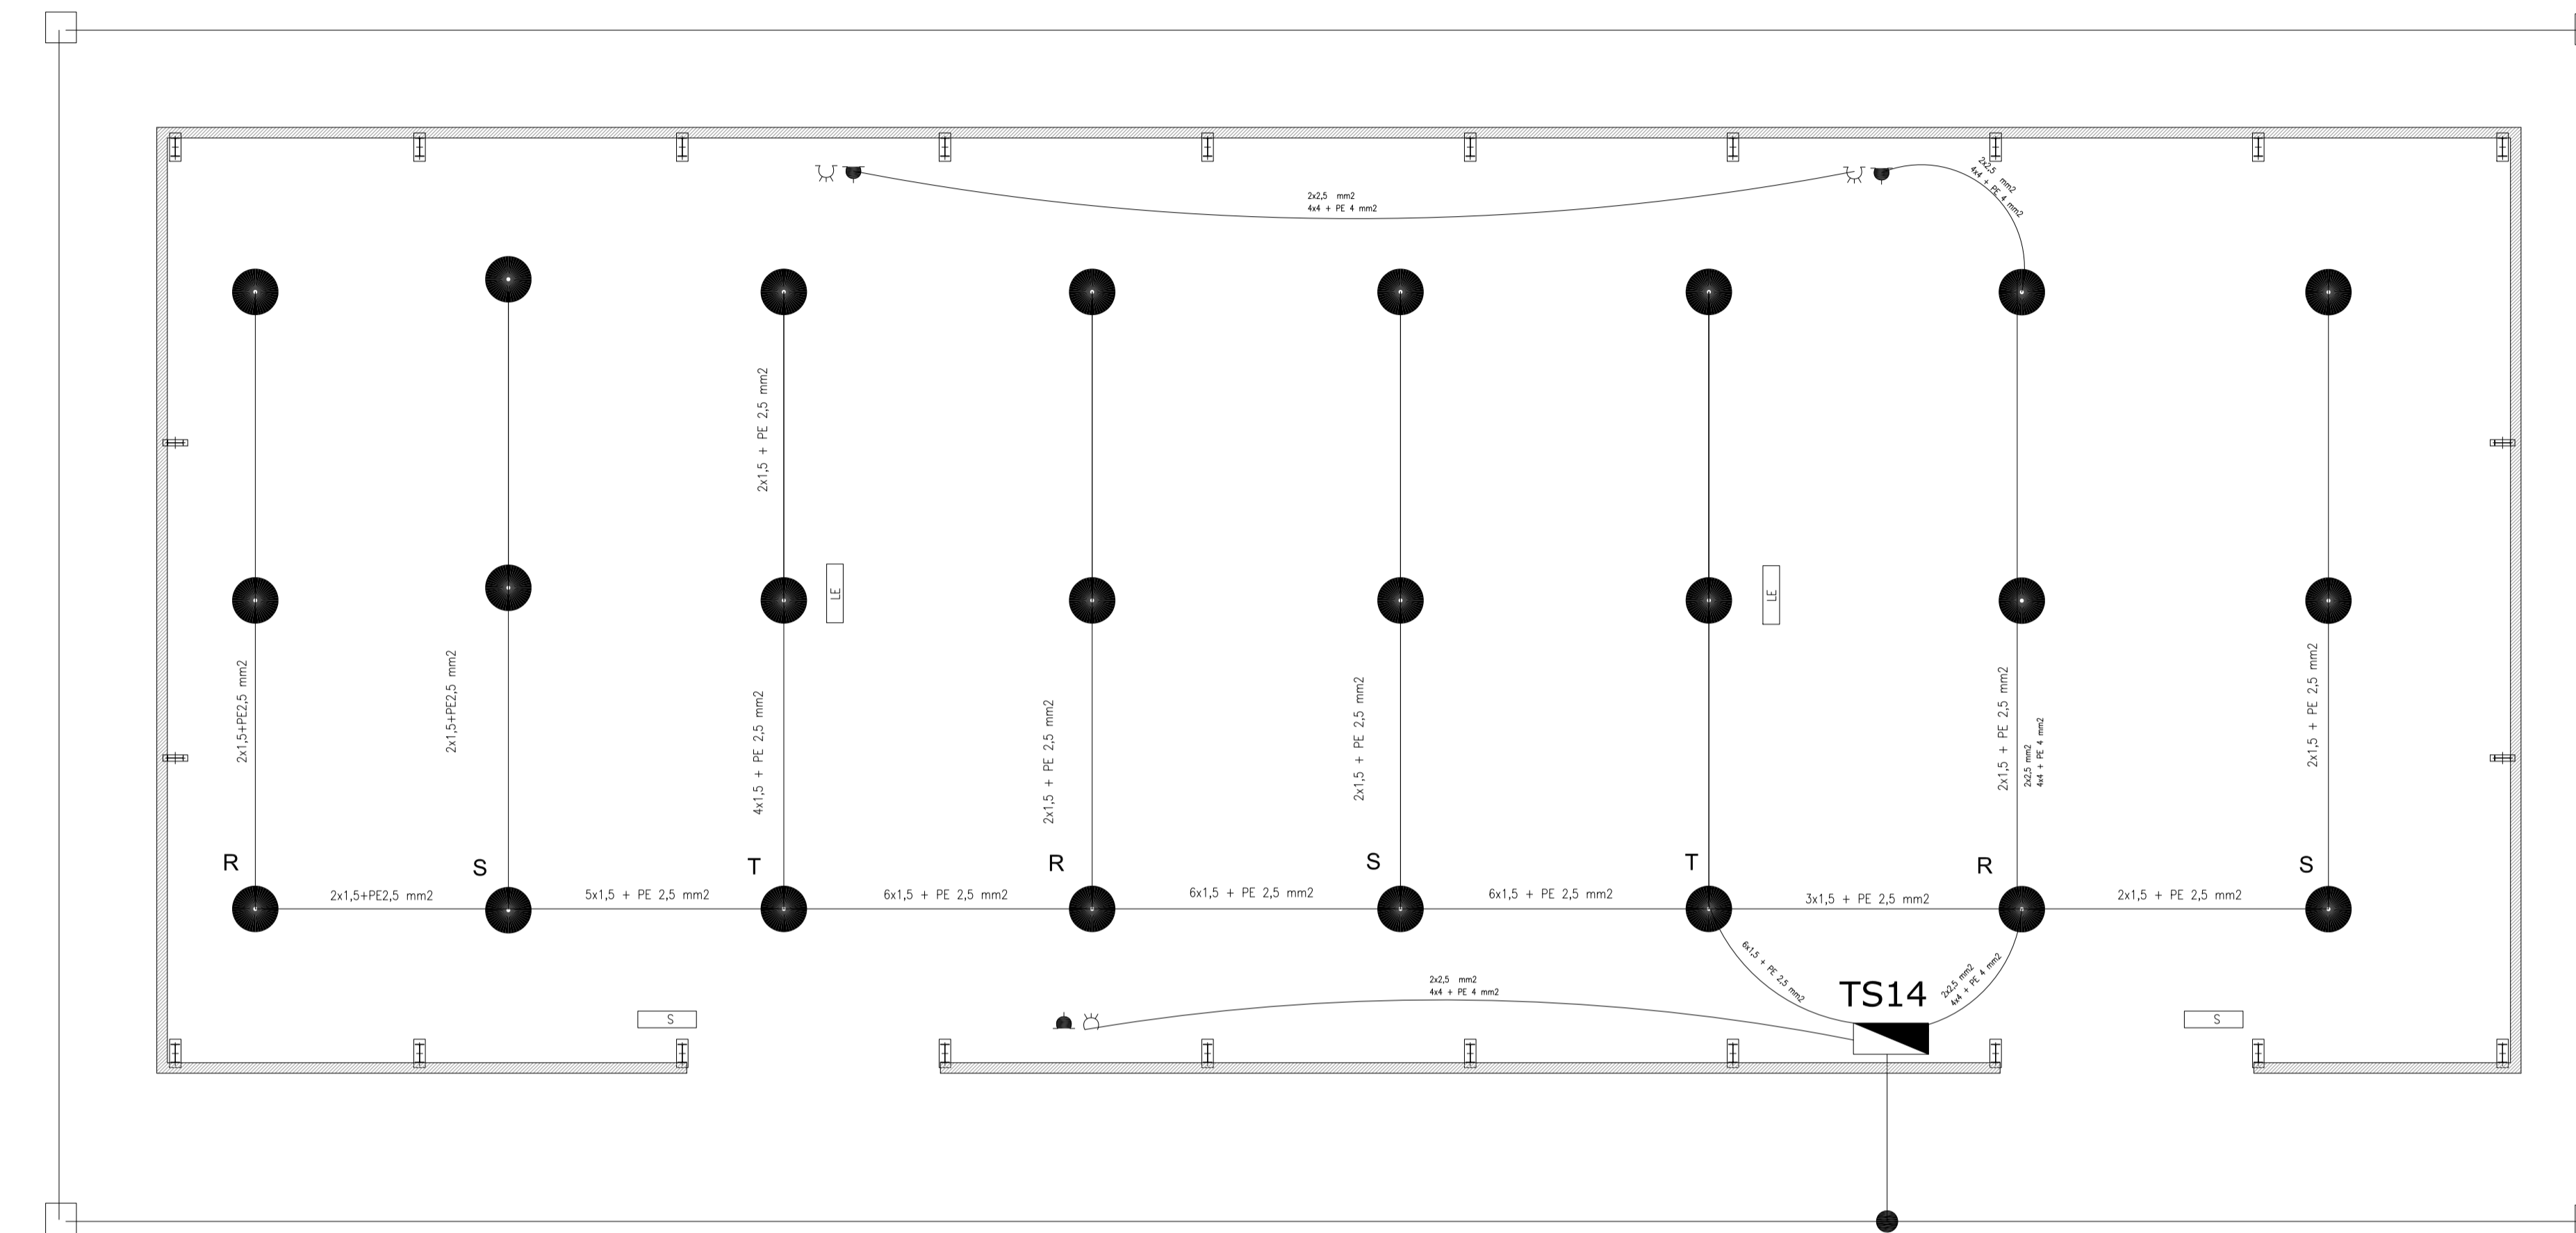 2x2,5 mm2
4x4 + PE 4 mm2
2x2,5 mm2
4x4 + PE 4 mm2
2x1,5 + PE 2,5 mm2
LE
LE
2x1,5+PE2,5 mm2
2x1,5+PE2,5 mm2
4x1,5 + PE 2,5 mm2
2x1,5 + PE 2,5 mm2
2x1,5 + PE 2,5 mm2
2x1,5 + PE 2,5 mm2
2x2,5 mm2
4x4 + PE 4 mm2
2x1,5 + PE 2,5 mm2
R
S
T
R
S
T
R
S
2x1,5+PE2,5 mm2
5x1,5 + PE 2,5 mm2
6x1,5 + PE 2,5 mm2
6x1,5 + PE 2,5 mm2
6x1,5 + PE 2,5 mm2
3x1,5 + PE 2,5 mm2
2x1,5 + PE 2,5 mm2
6x1,5 + PE 2,5 mm2
2x2,5 mm2
4x4 + PE 4 mm2
2x2,5 mm2
4x4 + PE 4 mm2
TS14
S
S